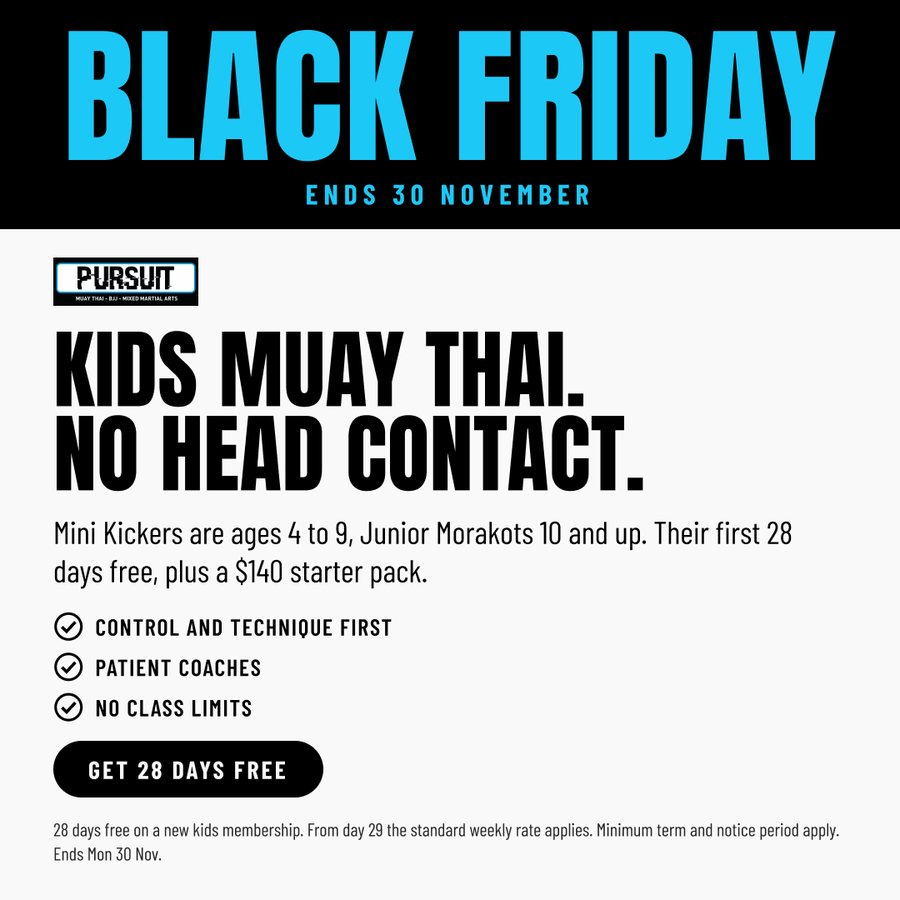 BLACK FRIDAY
ENDS 30 NOVEMBER
PURSUIT
MUAY THAI - BJJ - MIXED MARTIAL ARTS
KIDS MUAY THAI.
NO HEAD CONTACT.
Mini Kickers are ages 4 to 9, Junior Morakots 10 and up. Their first 28
days free, plus a $140 starter pack.
CONTROL AND TECHNIQUE FIRST
PATIENT COACHES
NO CLASS LIMITS
GET 28 DAYS FREE
28 days free on a new kids membership. From day 29 the standard weekly rate applies. Minimum term and notice period apply.
Ends Mon 30 Nov.